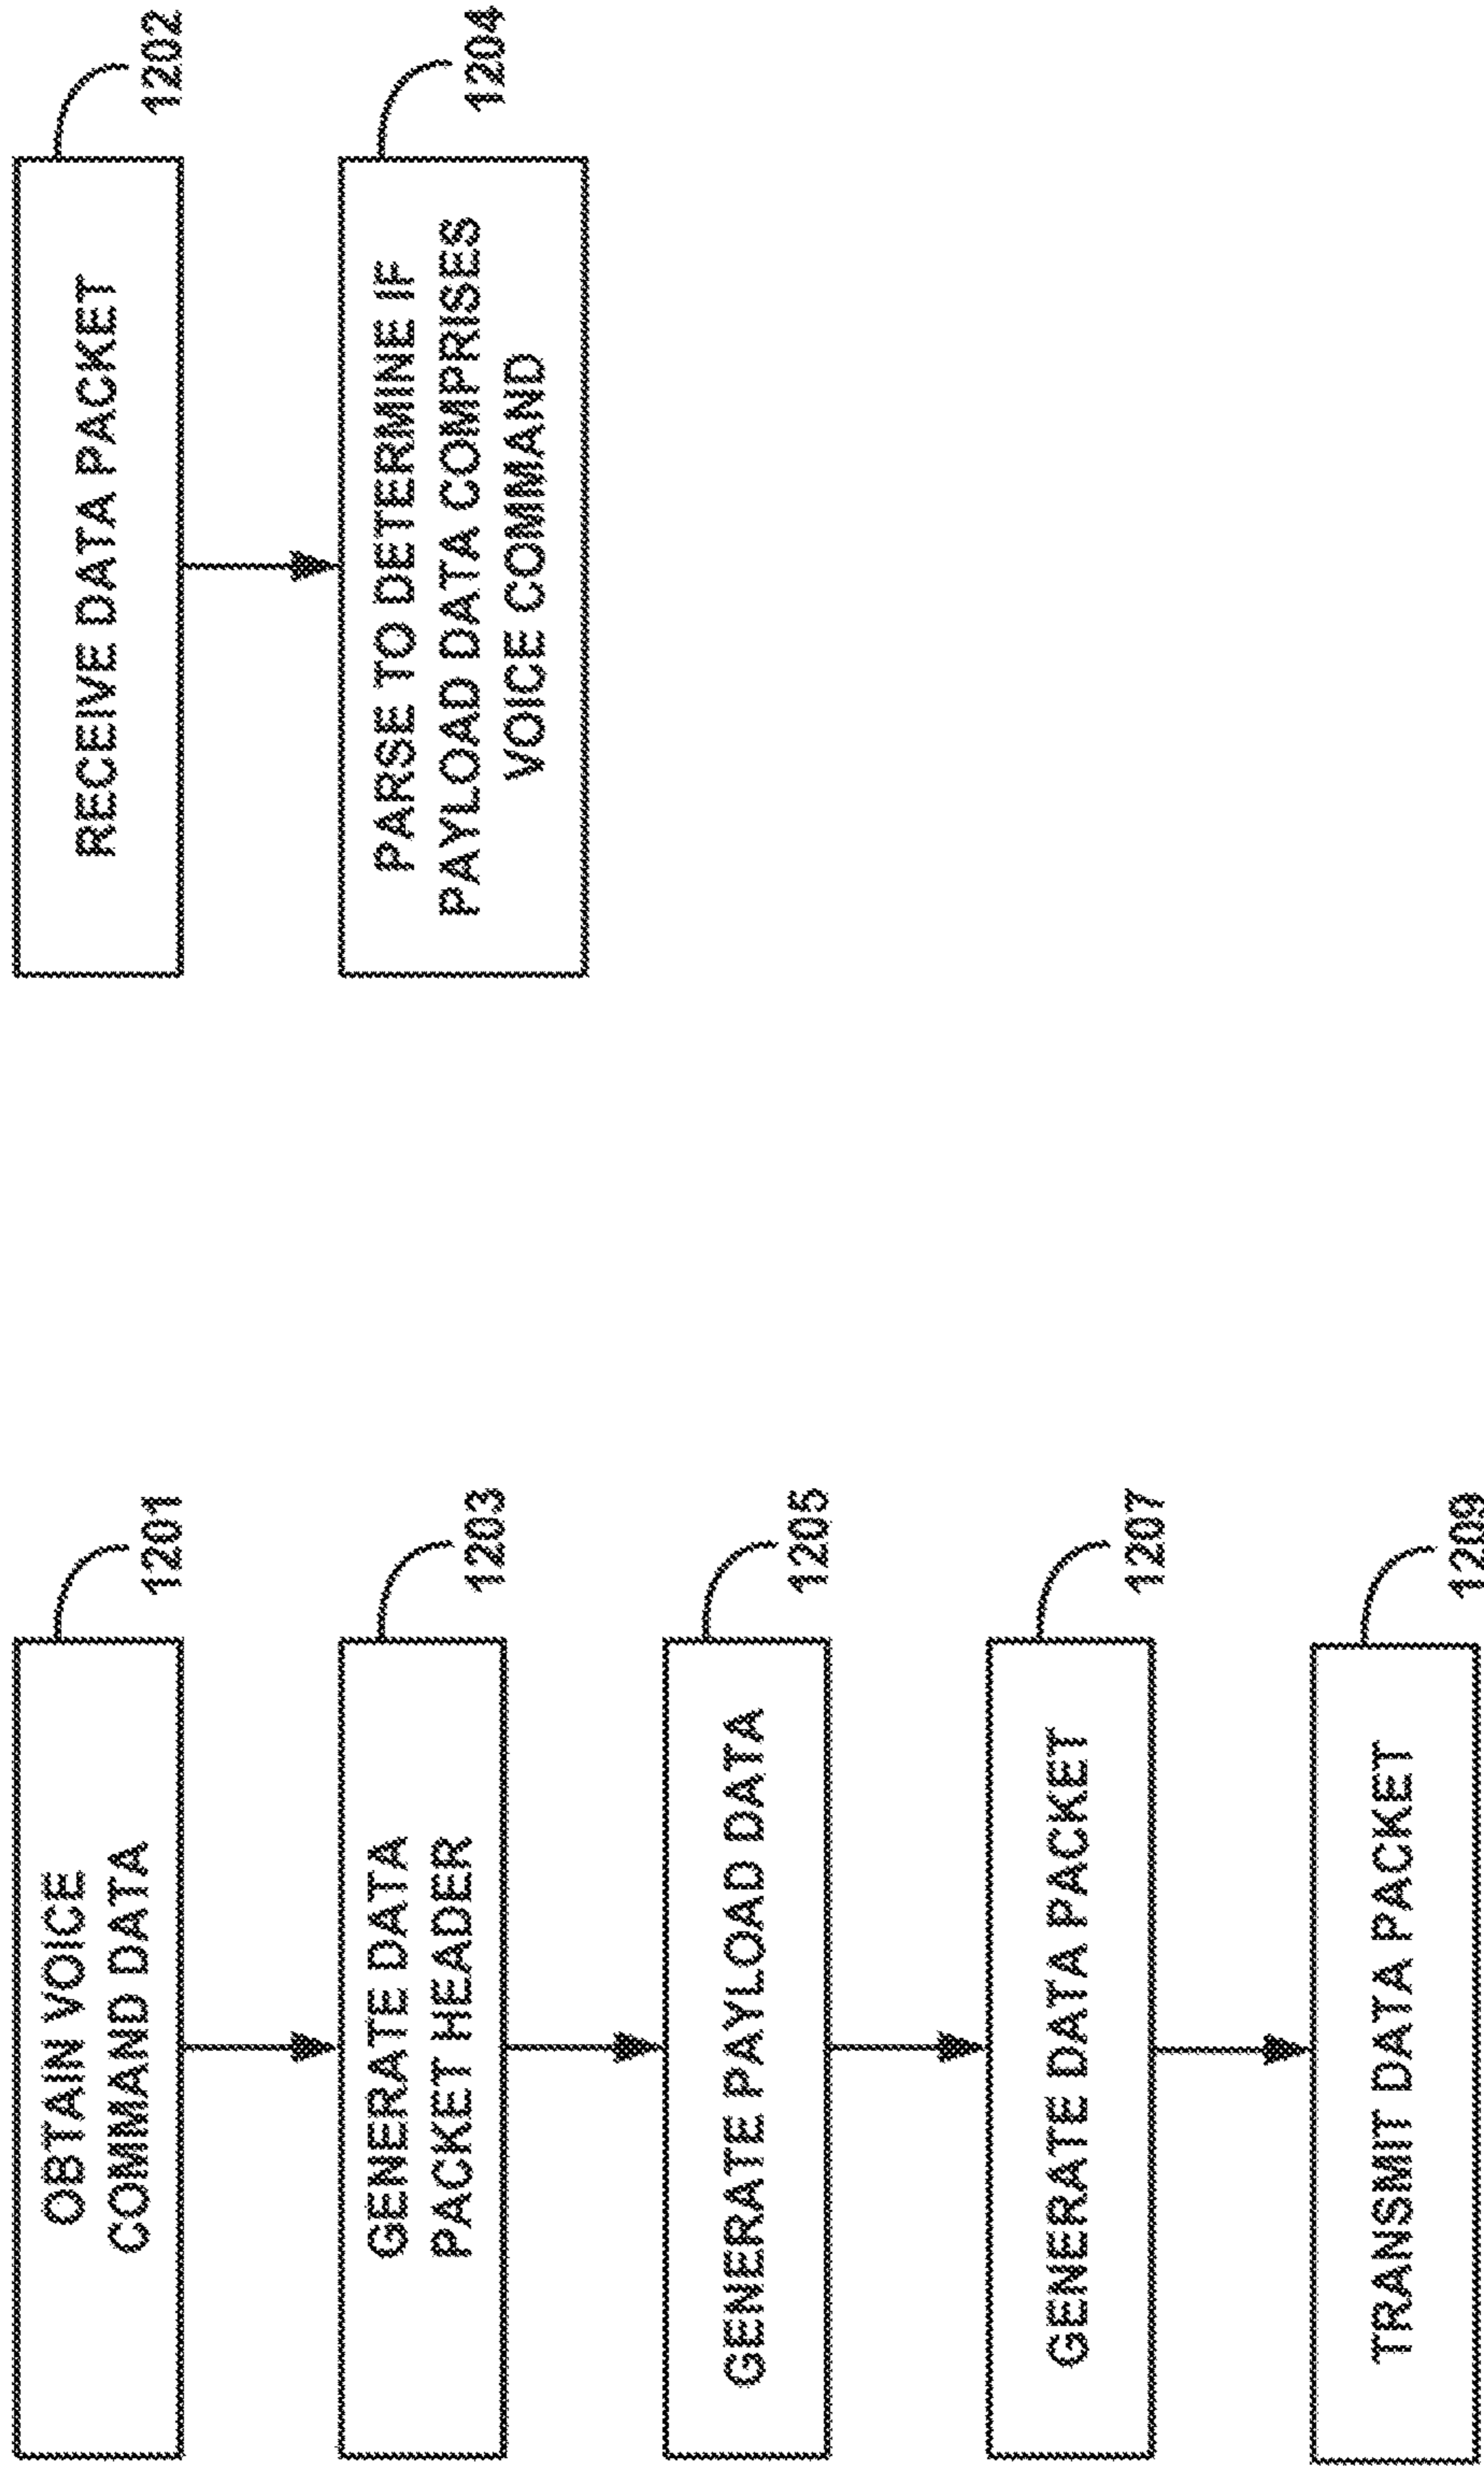 OBTAIN VOICE
COMMAND DATA
1201
GENERATE DATA
PACKET HEADER
1203
GENERATE PAYLOAD DATA
1205
GENERATE DATA PACKET
1207
TRANSMIT DATA PACKET
1209
RECEIVE DATA PACKET
1202
PARSE TO DETERMINE IF
PAYLOAD DATA COMPRISES
VOICE COMMAND
1204